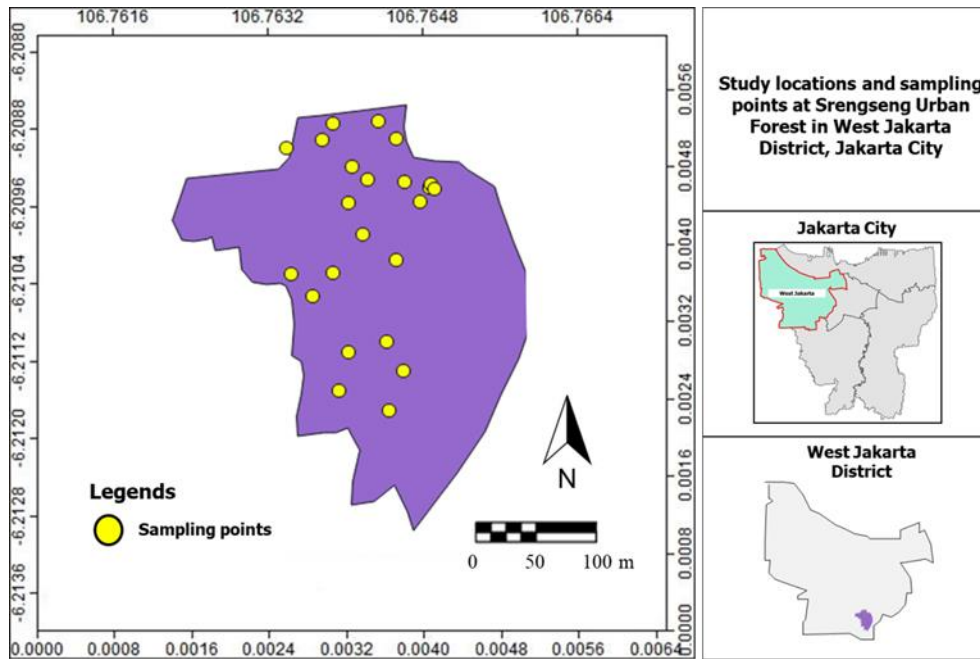 106.7616 106.7632 106.7648 106.7664
-6.2080
-6.2088
-6.2096
-6.2104
-6.2112
-6.2120
-6.2128
-6.2136
0.0056
0.0048
0.0040
0.0032
0.0024
0.0016
0.0008
0.0000
Legends
Sampling points
N
0 50 100 m
0.0000 0.0008 0.0016 0.0024 0.0032 0.0040 0.0048 0.0056 0.0064
Study locations and sampling
points at Srengseng Urban
Forest in West Jakarta
District, Jakarta City
Jakarta City
West Jakarta
West Jakarta
District